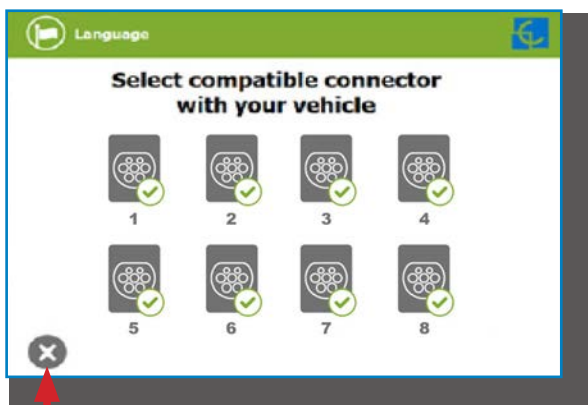 Language
Select compatible connector
with your vehicle
1 2 3 4
5 6 7 8